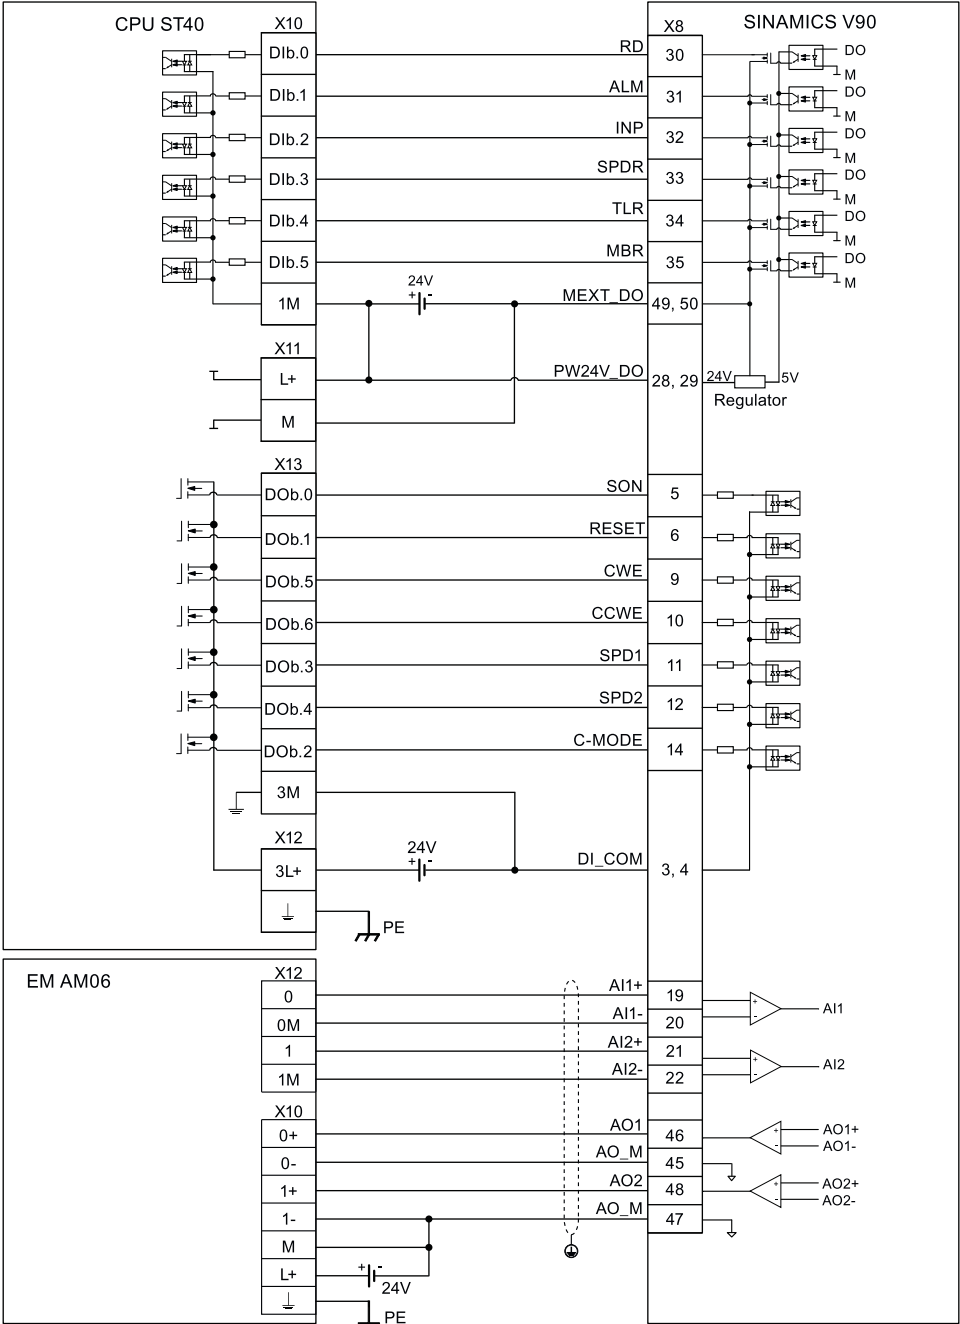 CPU ST40
X10
X8
SINAMICS V90
DIb.0
RD
30
DO
M
DIb.1
ALM
31
DO
M
DIb.2
INP
32
DO
M
DIb.3
SPDR
33
DO
M
DIb.4
TLR
34
DO
M
DIb.5
MBR
35
DO
M
1M
24V
+ -
MEXT_DO
49, 50
X11
L+
PW24V_DO
28, 29
24V
5V
Regulator
M
X13
DOb.0
SON
5
DOb.1
RESET
6
DOb.5
CWE
9
DOb.6
CCWE
10
DOb.3
SPD1
11
DOb.4
SPD2
12
DOb.2
C-MODE
14
3M
X12
3L+
24V
+ -
DI_COM
3, 4
PE
EM AM06
X12
0
AI1+
19
+
0M
AI1-
20
-
AI1
1
AI2+
21
+
1M
AI2-
22
-
AI2
X10
0+
AO1
46
+
AO1+
-
AO1-
0-
AO_M
45
1+
AO2
48
+
AO2+
-
AO2-
1-
AO_M
47
M
L+
+ -
24V
PE